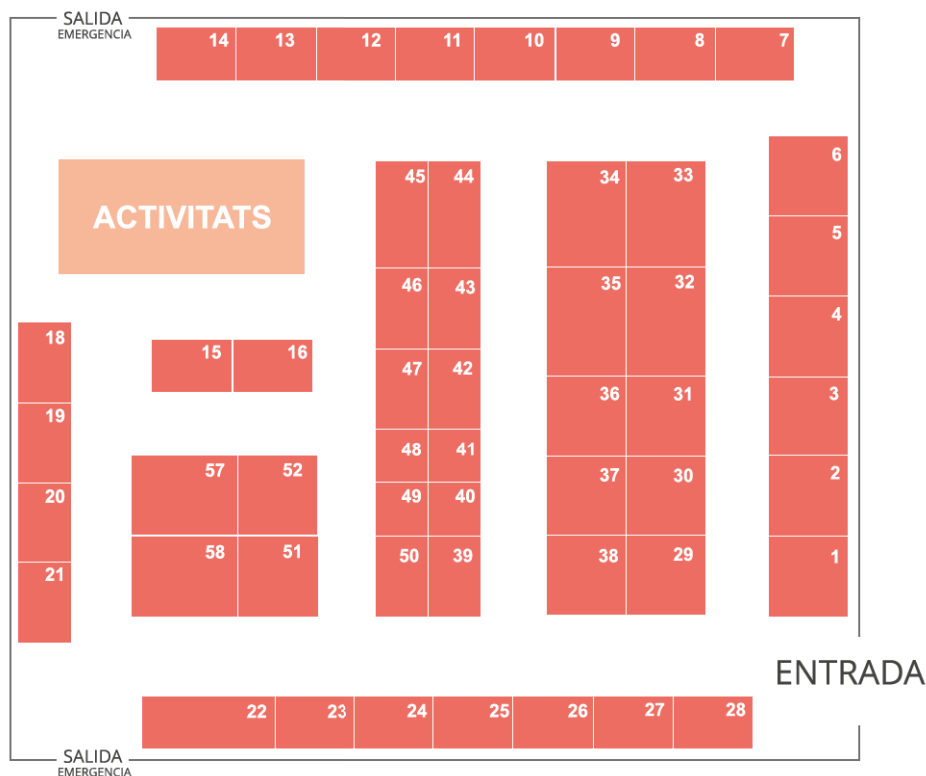 SALIDA
EMERGENCIA
14 13 12 11 10 9 8 7
6
45 44 34 33
ACTIVITATS
5
46 43 35 32
4
18
15 16
47 42
36 31 3
19
48 41
57 52
37 30 2
20
49 40
58 51 50 39 38 29 1
21
ENTRADA
22 23 24 25 26 27 28
SALIDA
EMERGENCIA